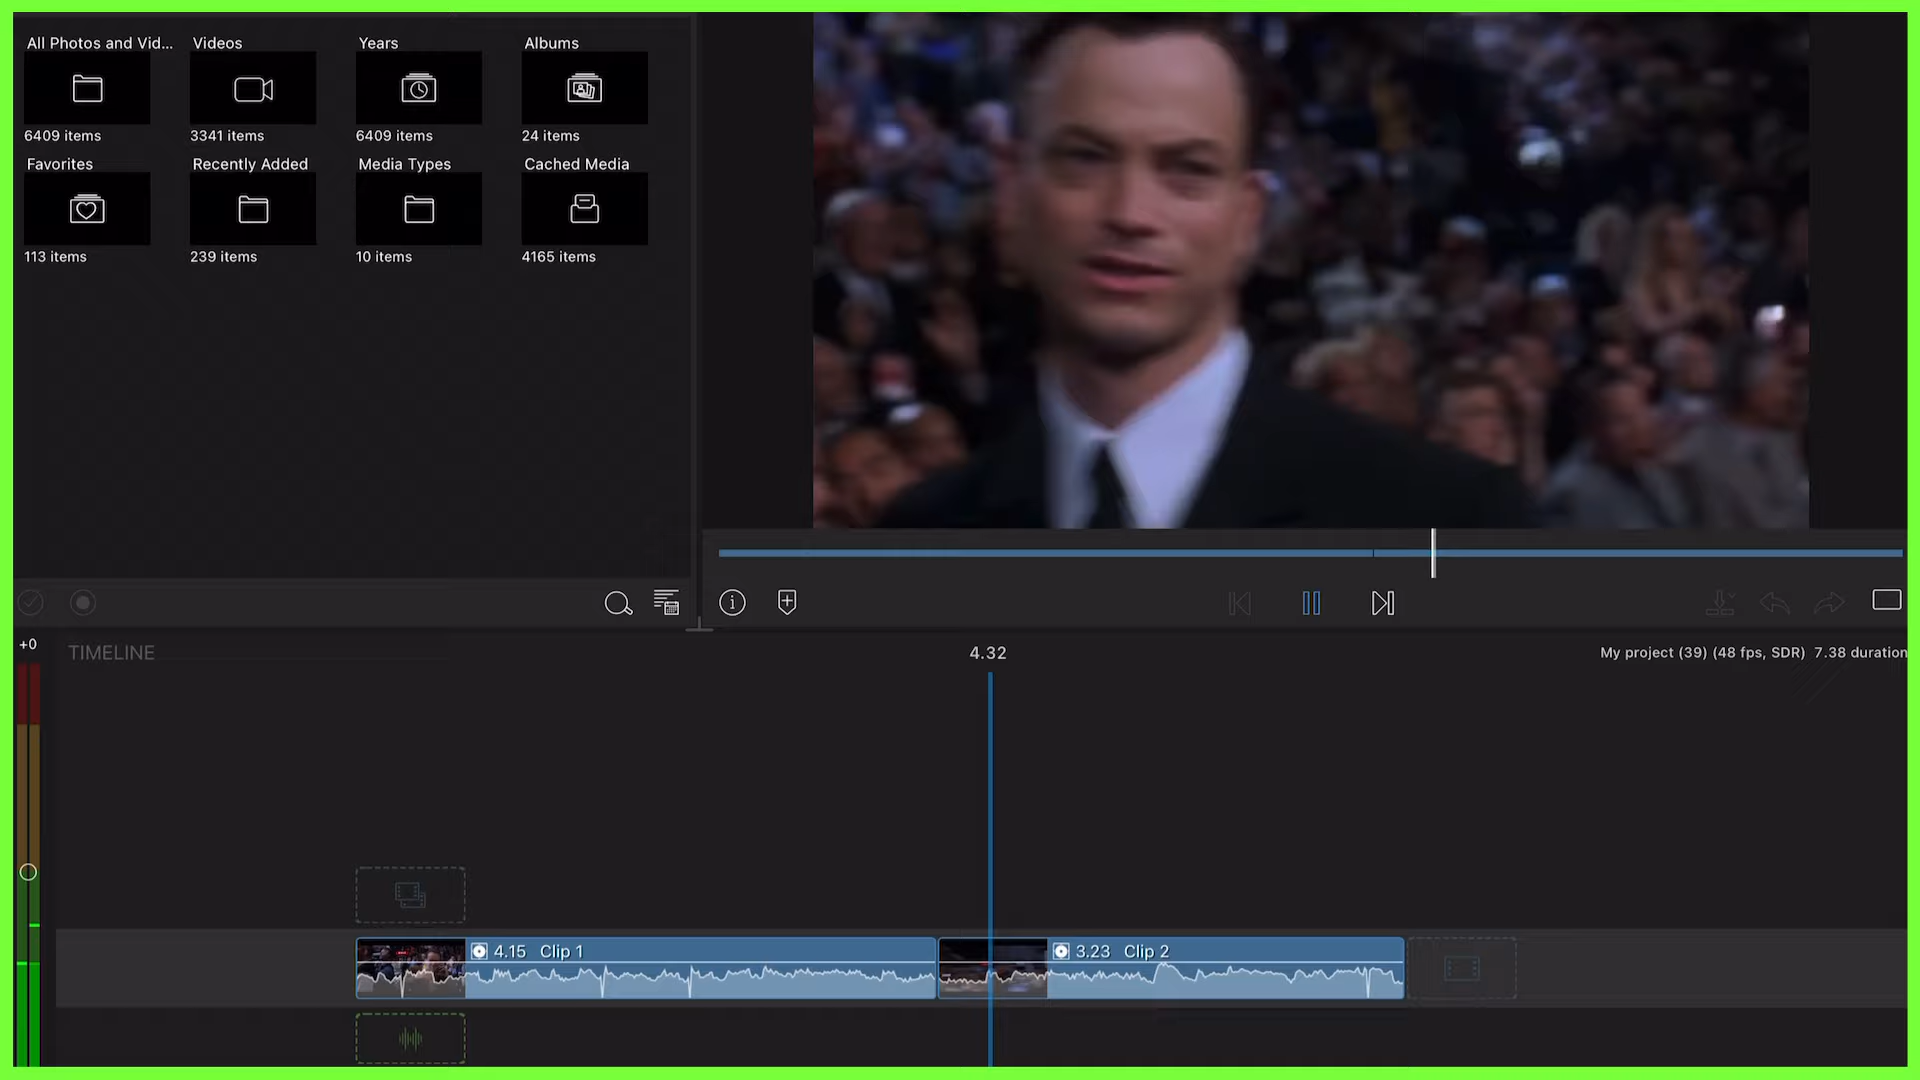 All Photos and Vid... Videos Years Albums
6409 items 3341 items 6409 items 24 items
Favorites Recently Added Media Types Cached Media
113 items 239 items 10 items 4165 items
+0 TIMELINE 4.32 My project (39) (48 fps, SDR) 7.38 duration
4.15 Clip 1 3.23 Clip 2